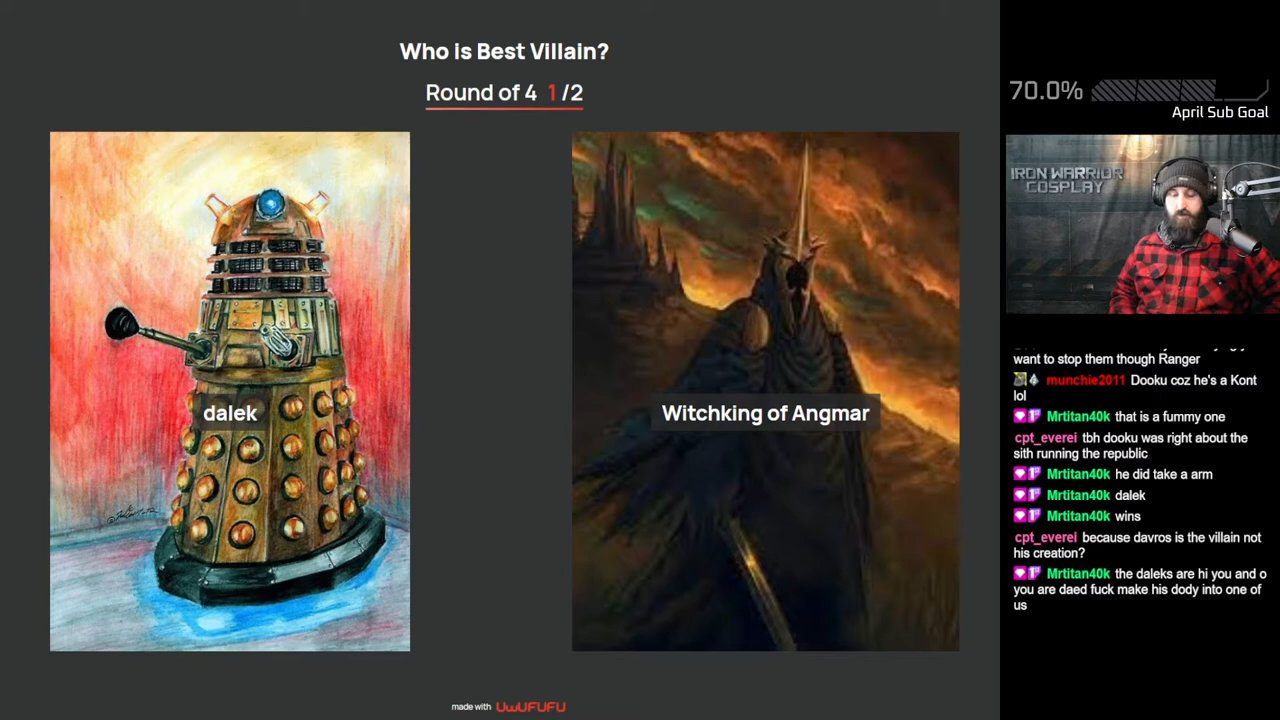 Who is Best Villain?
Round of 4 1 /2
dalek
Witchking of Angmar
made with UwUFUFU
70.0%
April Sub Goal
IRON WARRIOR
COSPLAY
want to stop them though Ranger
munchie2011 Dooku coz he's a Kont
lol
Mrtitan40k that is a fummy one
cpt_everei tbh dooku was right about the
sith running the republic
Mrtitan40k he did take a arm
Mrtitan40k dalek
Mrtitan40k wins
cpt_everei because davros is the villain not
his creation?
Mrtitan40k the daleks are hi you and o
you are daed fuck make his dody into one of
us